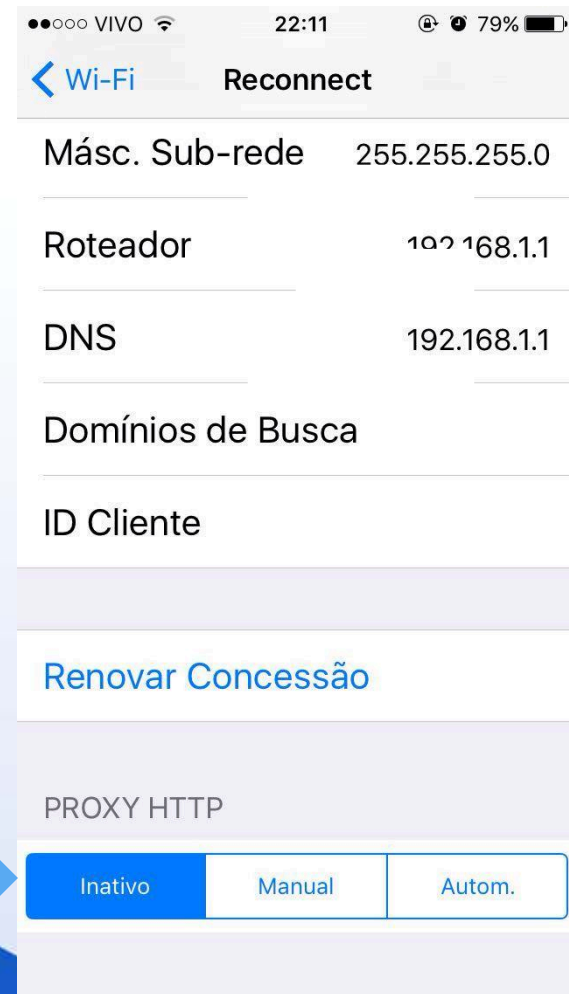 VIVO 22:11 79%
Wi-Fi Reconnect
Másc. Sub-rede 255.255.255.0
Roteador 192.168.1.1
DNS 192.168.1.1
Domínios de Busca
ID Cliente
Renovar Concessão
PROXY HTTP
Inativo Manual Autom.